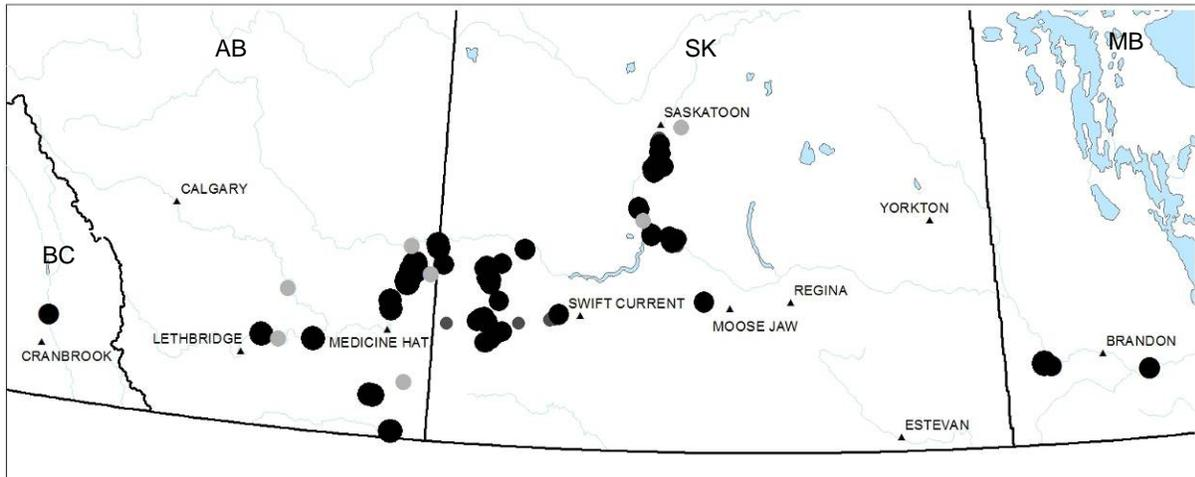 AB
SK
MB
SASKATOON
CALGARY
YORKTON
BC
REGINA
SWIFT CURRENT
MOOSE JAW
LETHBRIDGE
MEDICINE HAT
CRANBROOK
BRANDON
ESTEVAN